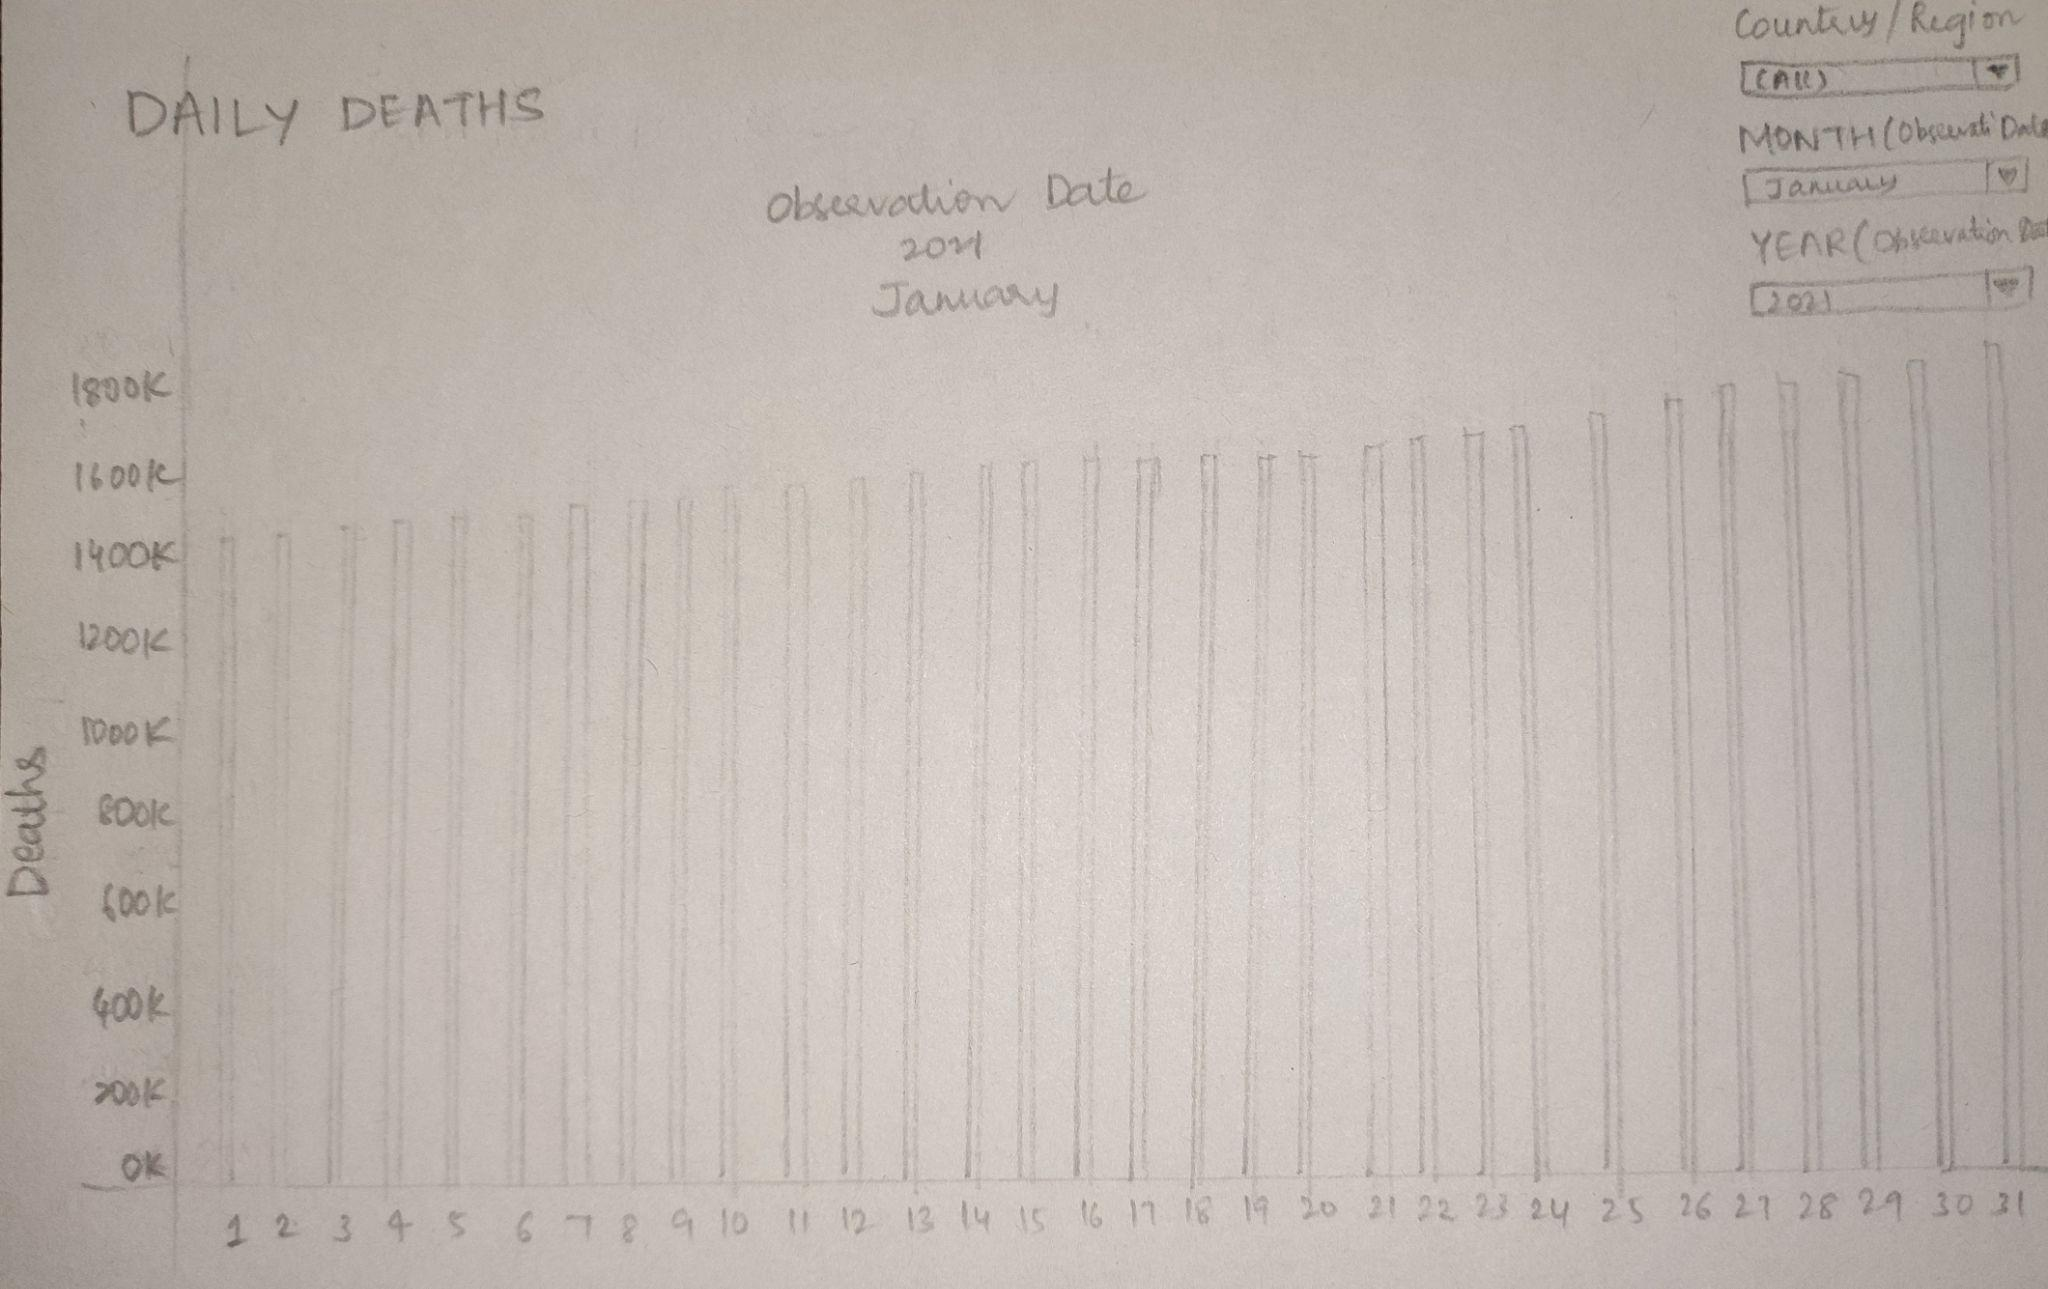 Country/Region
(All)
DAILY DEATHS
MONTH (Observati Date
January
Observation Date
2021
January
YEAR (Observation Dat
2021
1800K
1600K
1400K
1200K
1000K
800K
600K
400K
200K
0K
Deaths
1 2 3 4 5 6 7 8 9 10 11 12 13 14 15 16 17 18 19 20 21 22 23 24 25 26 27 28 29 30 31